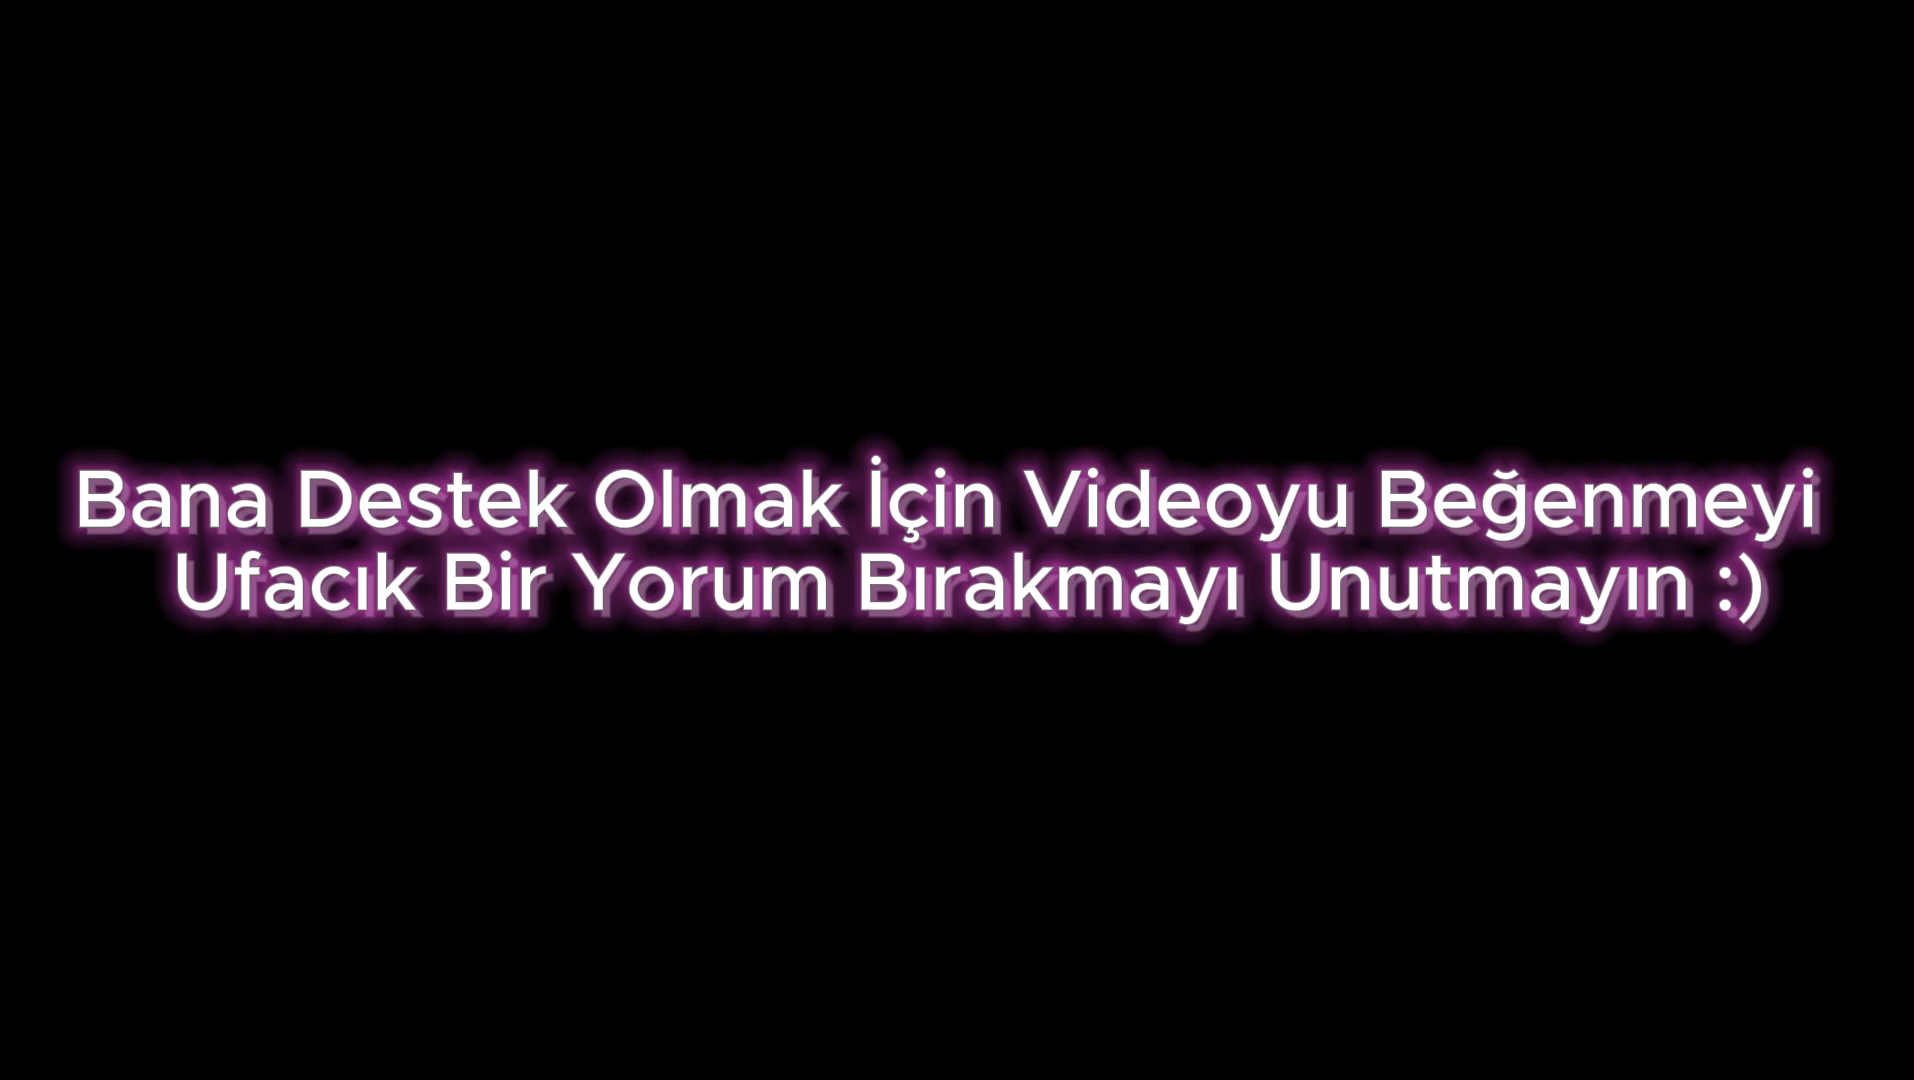 Bana Destek Olmak İçin Videoyu Beğenmeyi
Ufacık Bir Yorum Bırakmayı Unutmayın :)